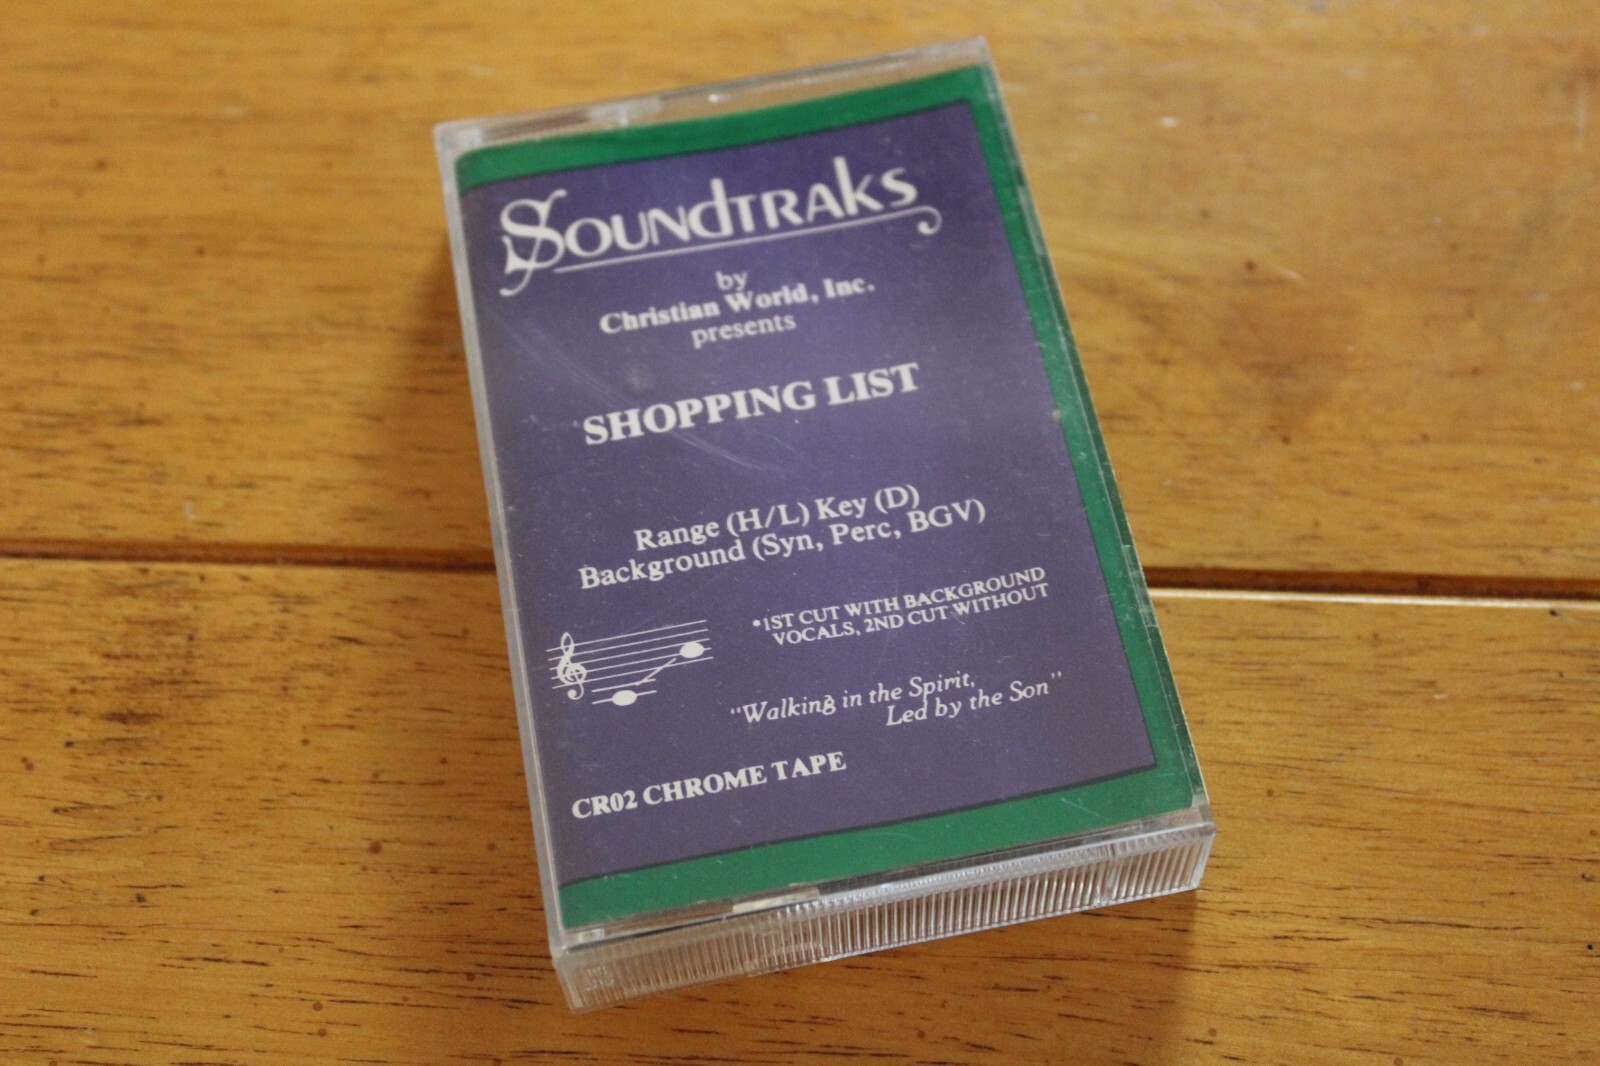 Soundtraks
by
Christian World, Inc.
presents
SHOPPING LIST
Range (H/L) Key (D)
Background (Syn, Perc, BGV)
*1ST CUT WITH BACKGROUND
VOCALS, 2ND CUT WITHOUT
"Walking in the Spirit,
Led by the Son"
CR02 CHROME TAPE